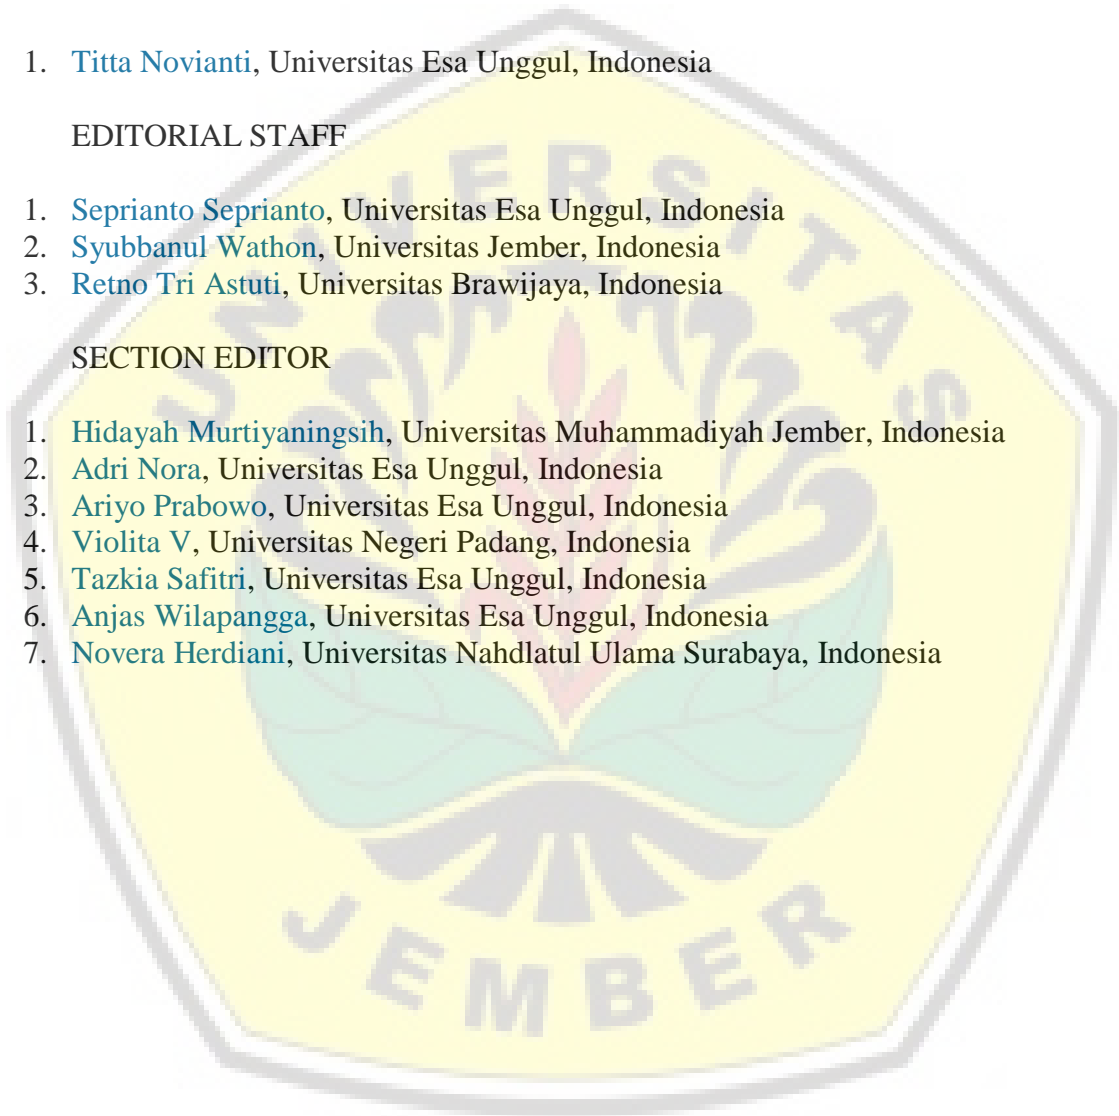 1. Titta Novianti, Universitas Esa Unggul, Indonesia
EDITORIAL STAFF
1. Seprianto Seprianto, Universitas Esa Unggul, Indonesia
2. Syubbanul Wathon, Universitas Jember, Indonesia
3. Retno Tri Astuti, Universitas Brawijaya, Indonesia
SECTION EDITOR
1. Hidayah Murtiyaningsih, Universitas Muhammadiyah Jember, Indonesia
2. Adri Nora, Universitas Esa Unggul, Indonesia
3. Ariyo Prabowo, Universitas Esa Unggul, Indonesia
4. Violita V, Universitas Negeri Padang, Indonesia
5. Tazkia Safitri, Universitas Esa Unggul, Indonesia
6. Anjas Wilapangga, Universitas Esa Unggul, Indonesia
7. Novera Herdiani, Universitas Nahdlatul Ulama Surabaya, Indonesia
UNIVERSITAS
JEMBER